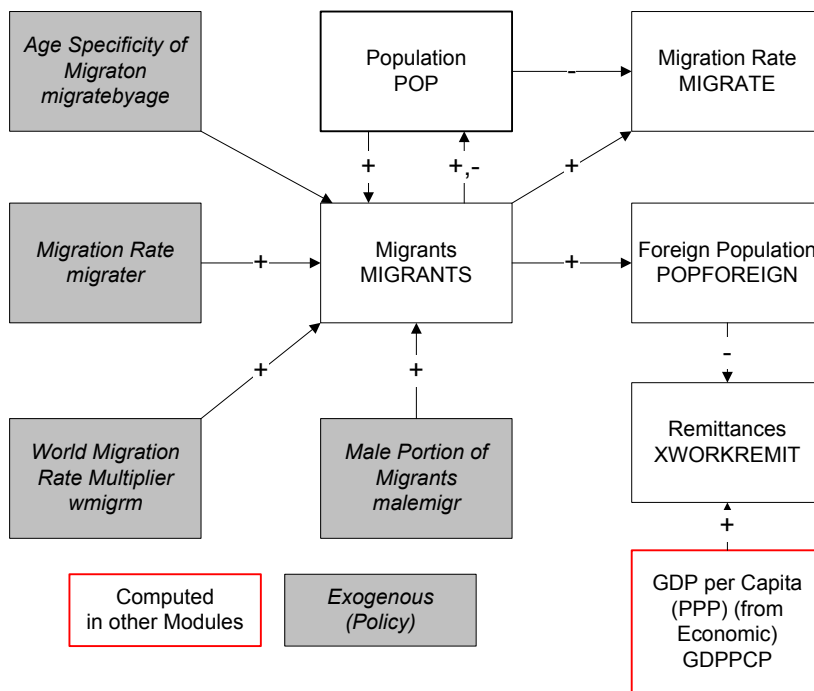 Age Specificity of
Migraton
migratebyage
Population
POP
Migration Rate
MIGRATE
-
+
+,-
+
Migration Rate
migrater
+
Migrants
MIGRANTS
+
Foreign Population
POPFOREIGN
+
+
-
World Migration
Rate Multiplier
wmigrm
Male Portion of
Migrants
malemigr
Remittances
XWORKREMIT
+
Computed
in other Modules
Exogenous
(Policy)
GDP per Capita
(PPP) (from
Economic)
GDPPCP